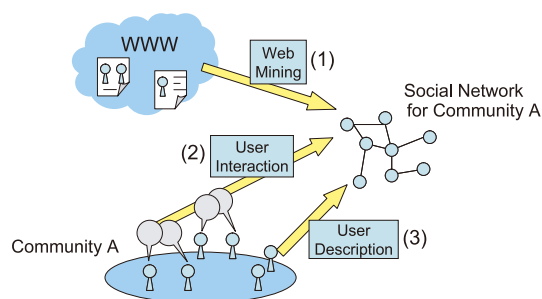 WWW
Web
Mining
(1)
Social Network
for Community A
(2)
User
Interaction
Community A
User
Description
(3)